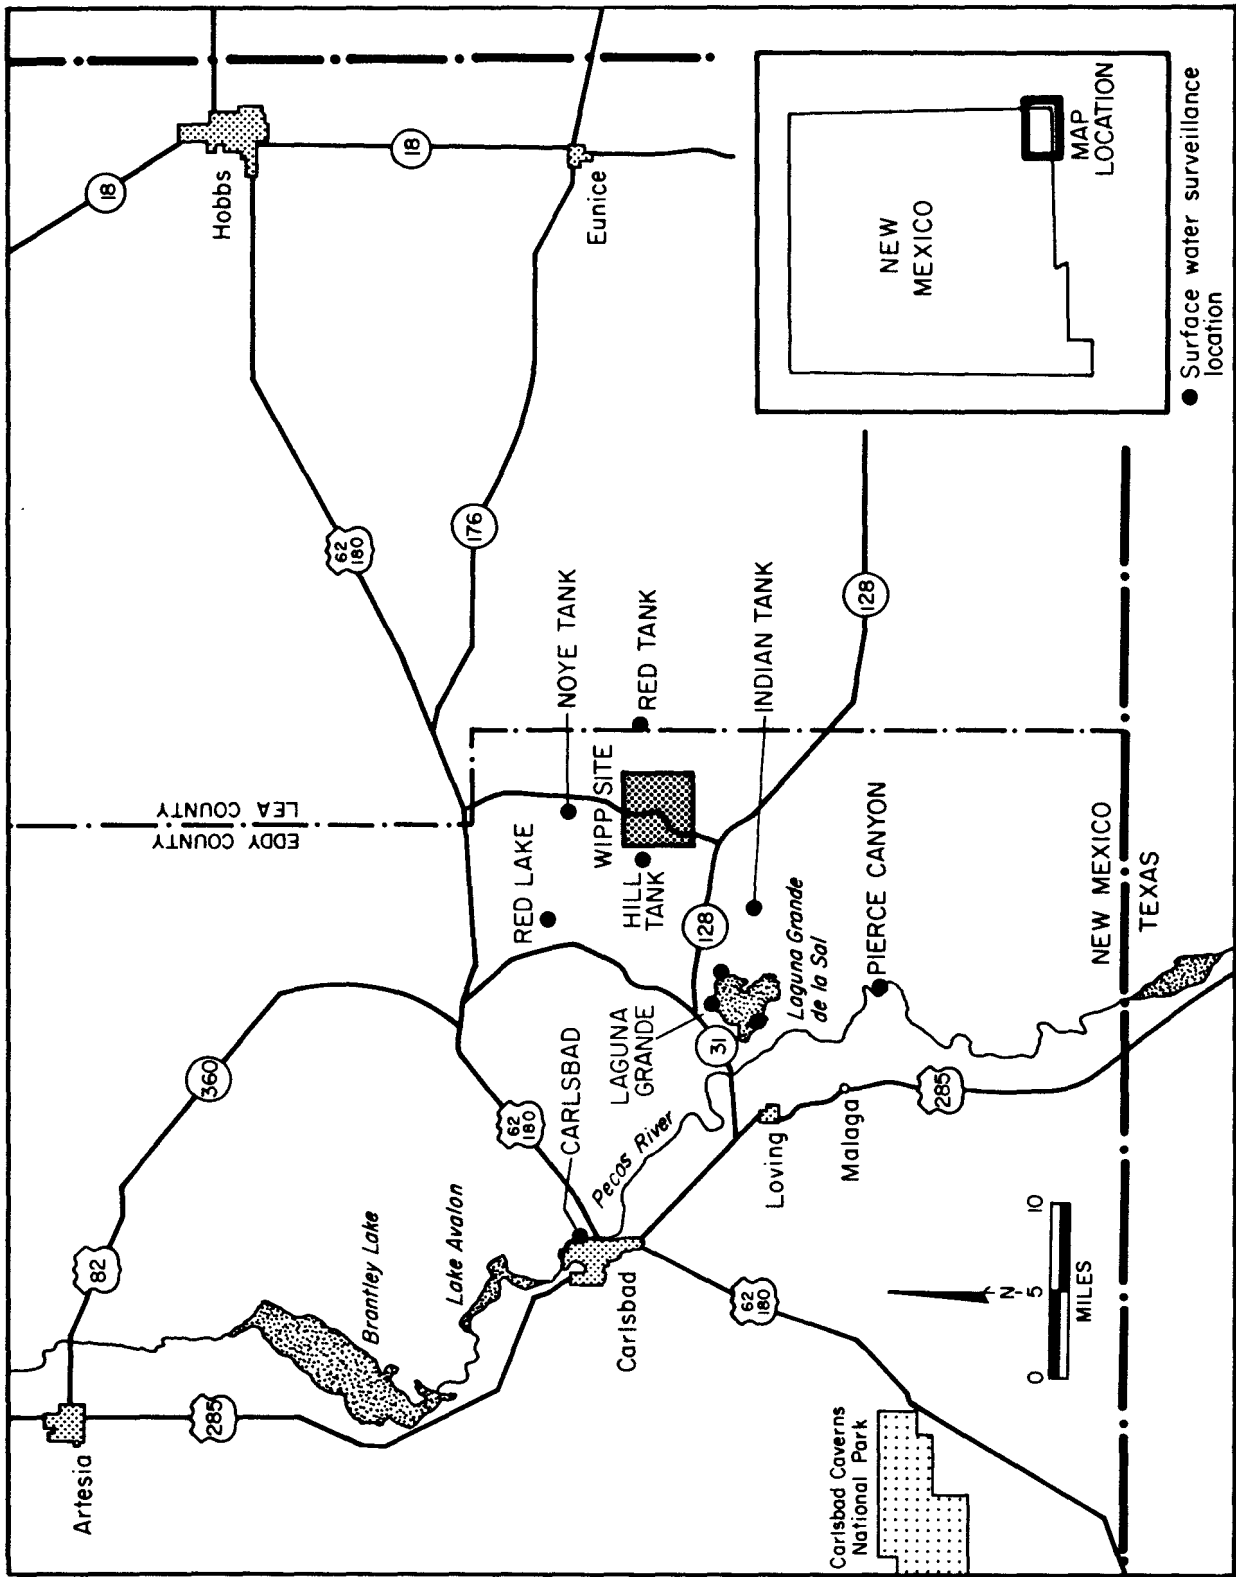 Artesia
82
285
360
18
Hobbs
18
Eunice
62
180
176
EDDY COUNTY
LEA COUNTY
Brantley Lake
Lake Avalon
62
180
CARLSBAD
Carlsbad
Pecos River
RED LAKE
NOYE TANK
WIPP SITE
HILL
TANK
RED TANK
INDIAN TANK
128
128
LAGUNA
GRANDE
31
Laguna Grande
de la Sal
PIERCE CANYON
Loving
Malaga
285
62
180
Carlsbad Caverns
National Park
N
0
5
10
MILES
NEW MEXICO
TEXAS
NEW
MEXICO
MAP
LOCATION
Surface water surveillance
location